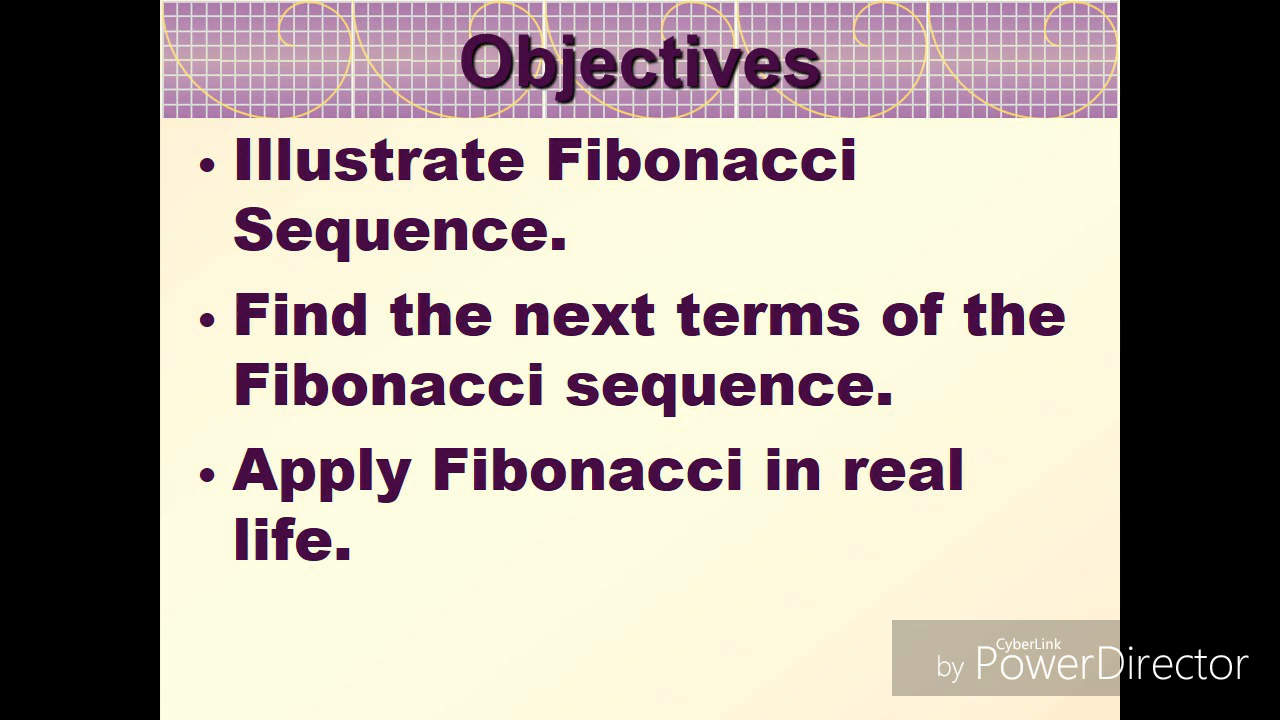 Objectives
• Illustrate Fibonacci
Sequence.
• Find the next terms of the
Fibonacci sequence.
• Apply Fibonacci in real
life.
CyberLink
by PowerDirector